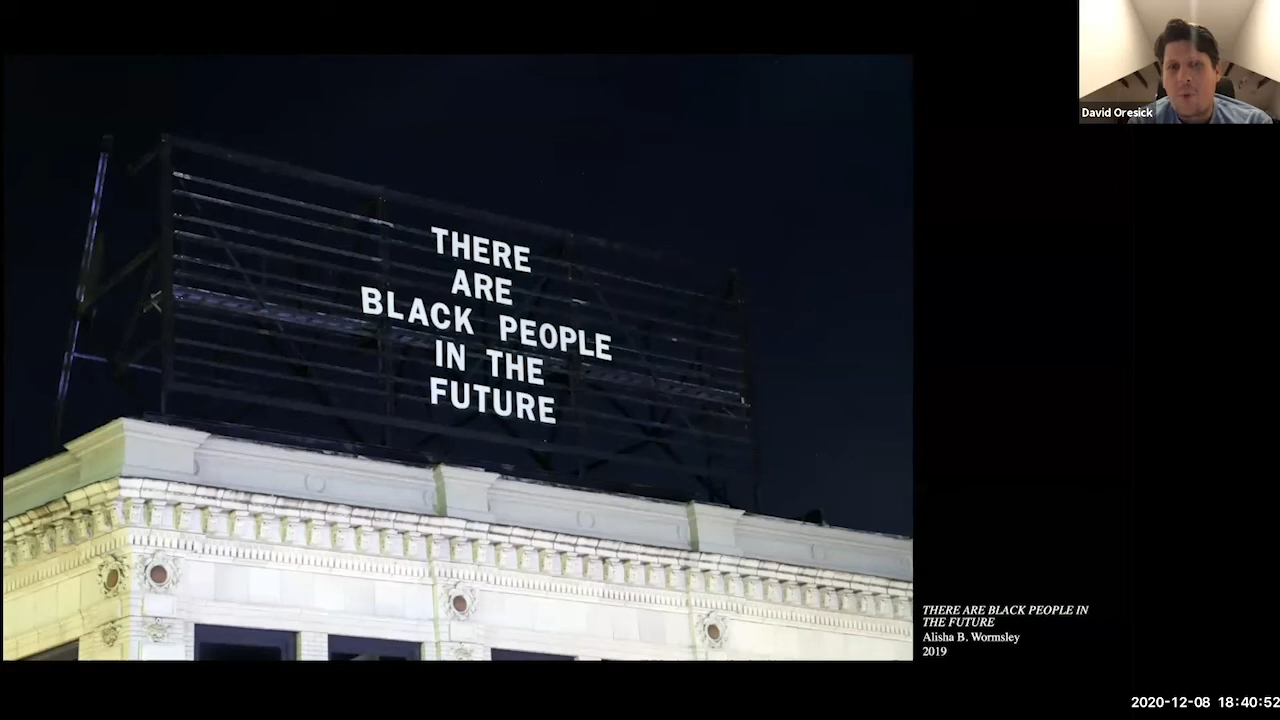 David Oresick
THERE
ARE
BLACK PEOPLE
IN THE
FUTURE
THERE ARE BLACK PEOPLE IN
THE FUTURE
Alisha B. Wormsley
2019
2020-12-08 18:40:52